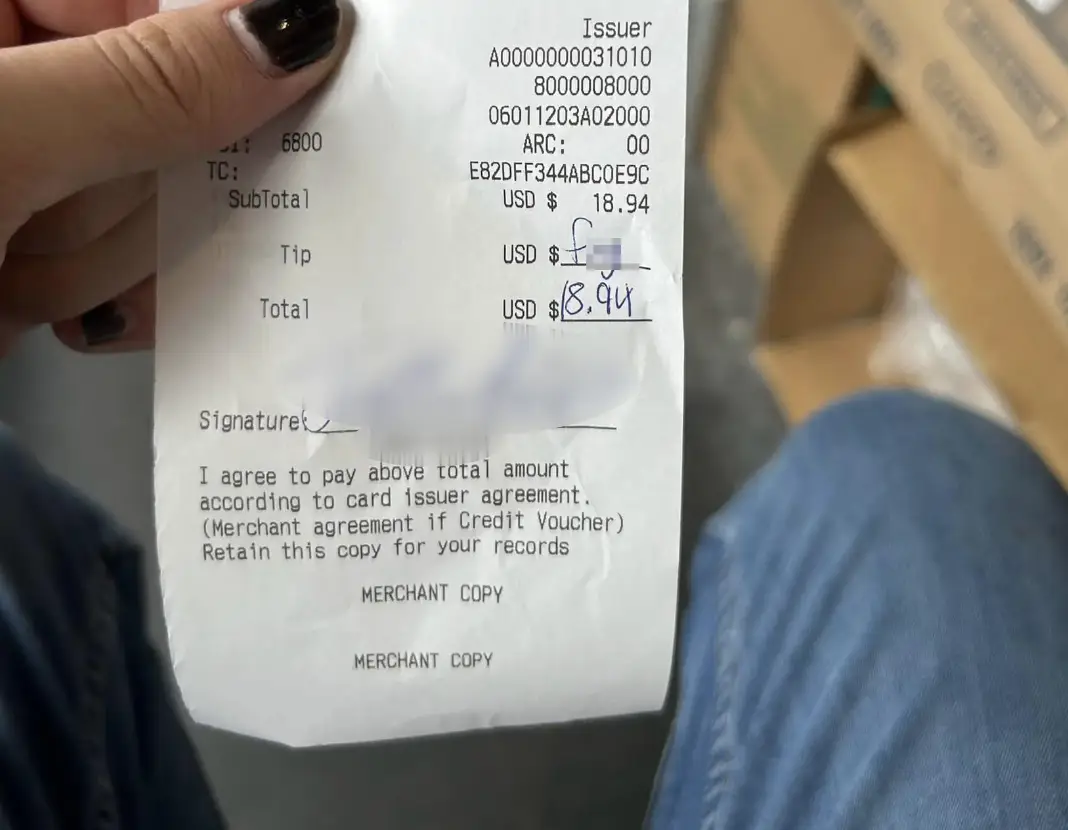 Issuer
A0000000031010
8000008000
06011203A02000
6800 ARC: 00
TC: E82DFF344ABC0E9C
SubTotal USD $ 18.94
Tip USD $
Total USD $18.94
Signature
I agree to pay above total amount
according to card issuer agreement.
(Merchant agreement if Credit Voucher)
Retain this copy for your records
MERCHANT COPY
MERCHANT COPY